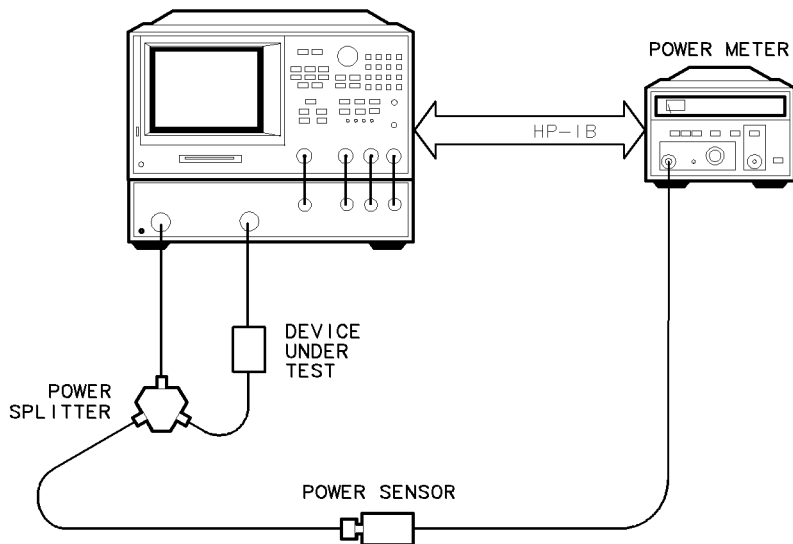 POWER METER
HP-IB
DEVICE
UNDER
TEST
POWER
SPLITTER
POWER SENSOR